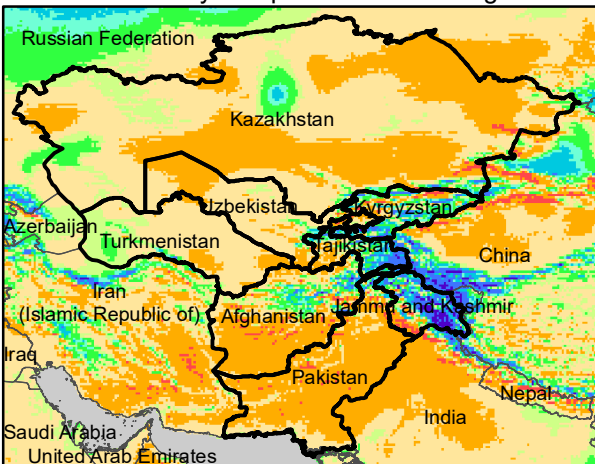 Russian Federation
Kazakhstan
Uzbekistan
Kyrgyzstan
Azerbaijan
Turkmenistan
Tajikistan
China
Iran
(Islamic Republic of)
Afghanistan
Jammu and Kashmir
Iraq
Pakistan
Nepal
India
Saudi Arabia
United Arab Emirates